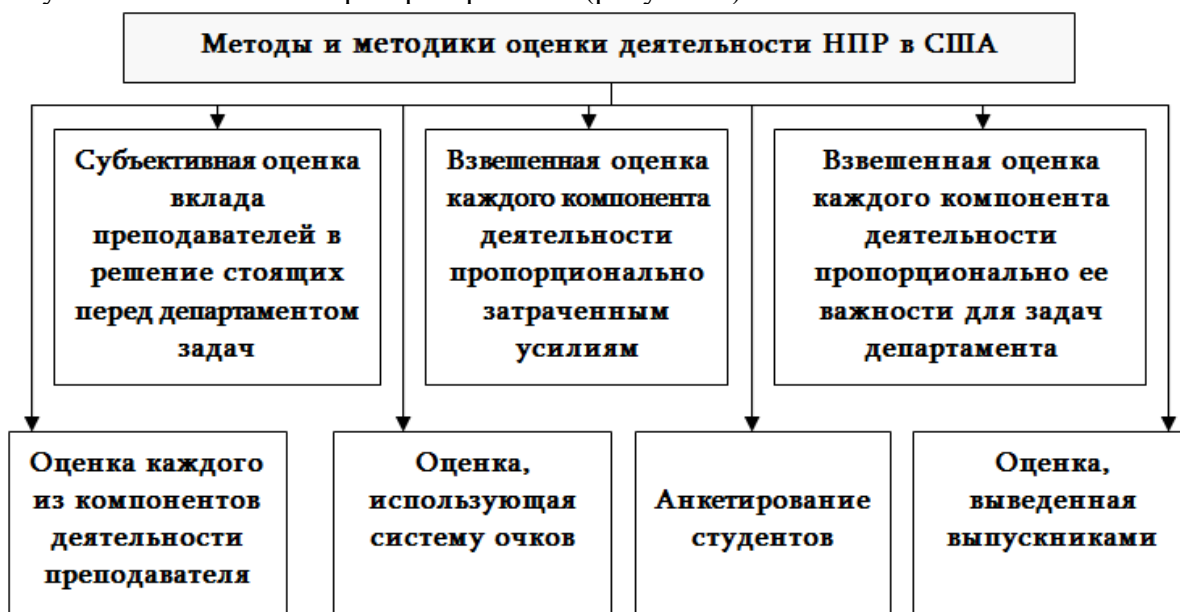 Методы и методики оценки деятельности НПР в США
Субъективная оценка
вклада
преподавателей в
решение стоящих
перед департаментом
задач
Взвешенная оценка
каждого компонента
деятельности
пропорционально
затраченным
усилиям
Взвешенная оценка
каждого компонента
деятельности
пропорционально ее
важности для задач
департамента
Оценка каждого
из компонентов
деятельности
преподавателя
Оценка,
использующая
систему очков
Анкетирование
студентов
Оценка,
выведенная
выпускниками